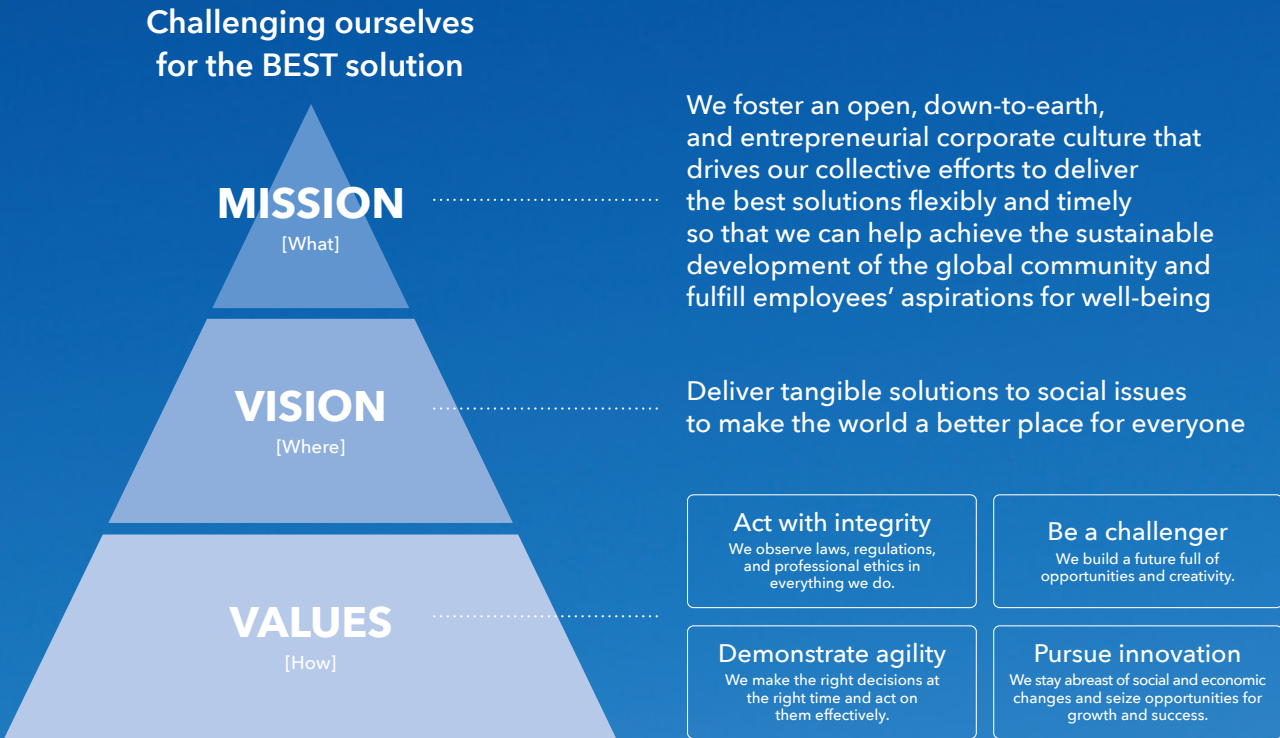 Challenging ourselves
for the BEST solution
MISSION
[What]
We foster an open, down-to-earth,
and entrepreneurial corporate culture that
drives our collective efforts to deliver
the best solutions flexibly and timely
so that we can help achieve the sustainable
development of the global community and
fulfill employees’ aspirations for well-being
VISION
[Where]
Deliver tangible solutions to social issues
to make the world a better place for everyone
VALUES
[How]
Act with integrity
We observe laws, regulations,
and professional ethics in
everything we do.
Be a challenger
We build a future full of
opportunities and creativity.
Demonstrate agility
We make the right decisions at
the right time and act on
them effectively.
Pursue innovation
We stay abreast of social and economic
changes and seize opportunities for
growth and success.